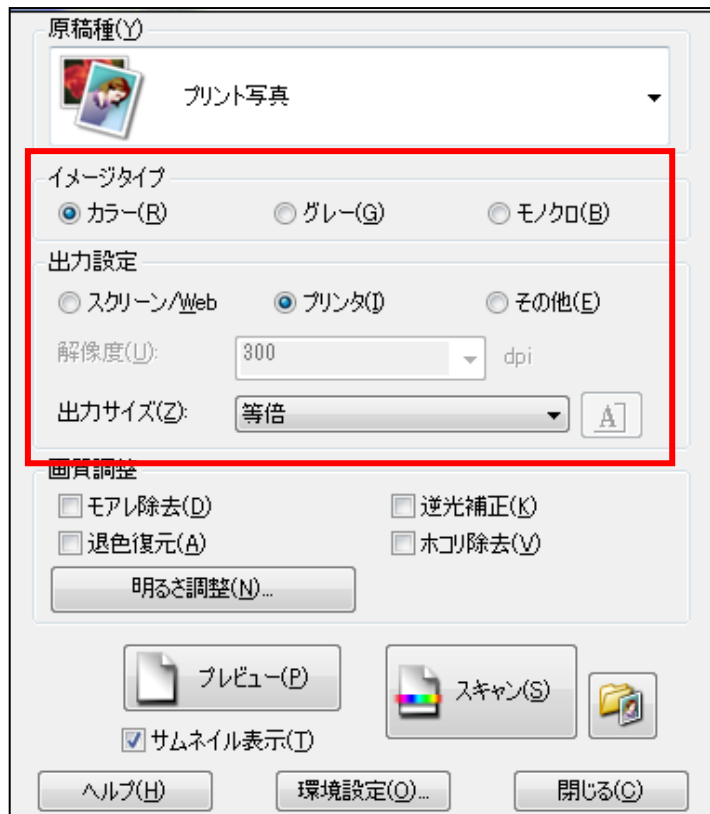 原稿種(Y)
プリント写真
イメージタイプ
カラー(R) グレー(G) モノクロ(B)
出力設定
スクリーン/Web プリンタ(I) その他(E)
解像度(U): 300 dpi
出力サイズ(Z): 等倍 A
画質調整
モアレ除去(D) 逆光補正(K)
退色復元(A) ホコリ除去(V)
明るさ調整(N)...
プレビュー(P) スキャン(S)
サムネイル表示(T)
ヘルプ(H) 環境設定(O)... 閉じる(C)